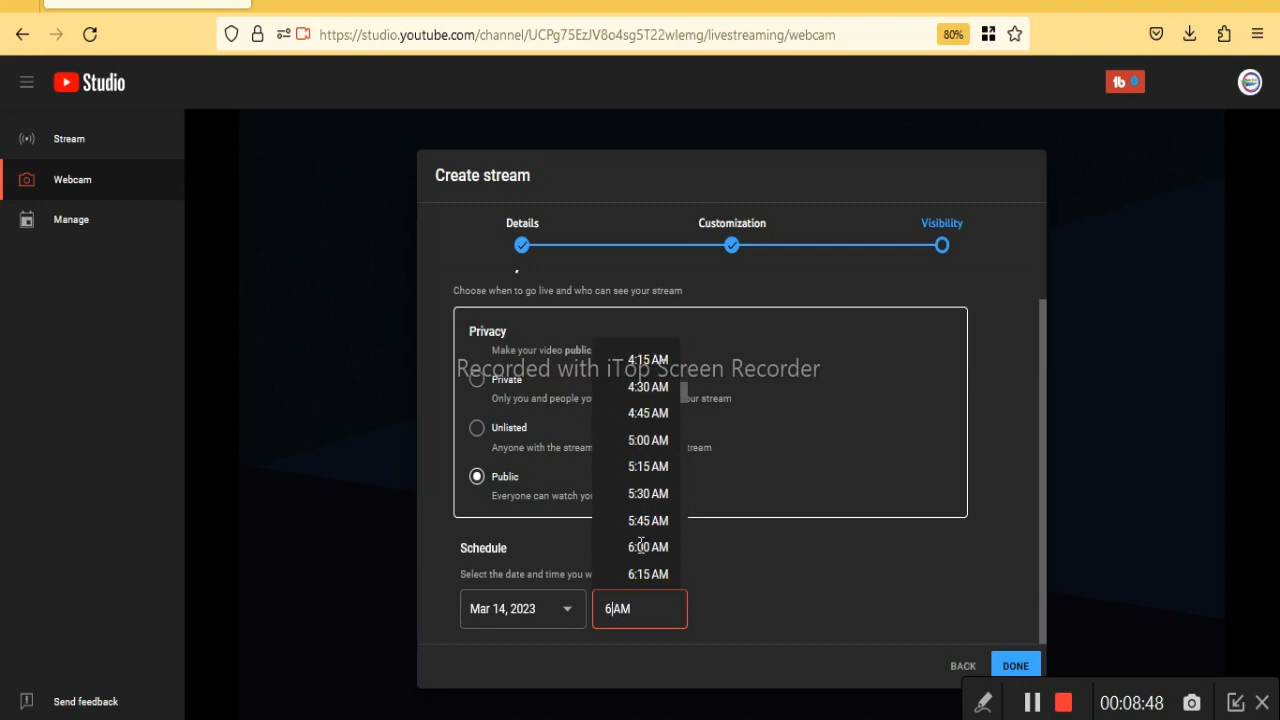 https://studio.youtube.com/channel/UCPg75EzJV8o4sg5T22wIemg/livestreaming/webcam
80%
Studio
Stream
Webcam
Manage
Send feedback
Create stream
Details
Customization
Visibility
Choose when to go live and who can see your stream
Privacy
Make your video public
Private
Only you and people yo
our stream
Unlisted
Anyone with the stream
stream
Public
Everyone can watch yo
Recorded with iTop Screen Recorder
4:15 AM
4:30 AM
4:45 AM
5:00 AM
5:15 AM
5:30 AM
5:45 AM
6:00 AM
6:15 AM
Schedule
Select the date and time you w
Mar 14, 2023
6AM
BACK
DONE
00:08:48